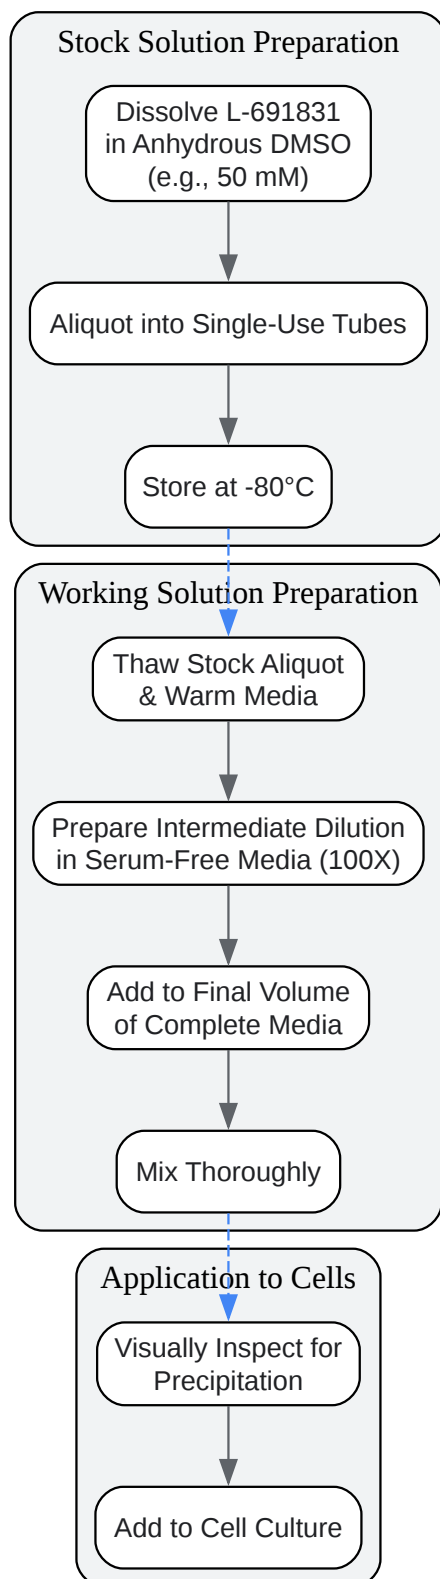 Stock Solution Preparation
Dissolve L-691831
in Anhydrous DMSO
(e.g., 50 mM)
Aliquot into Single-Use Tubes
Store at -80°C
Working Solution Preparation
Thaw Stock Aliquot
& Warm Media
Prepare Intermediate Dilution
in Serum-Free Media (100X)
Add to Final Volume
of Complete Media
Mix Thoroughly
Application to Cells
Visually Inspect for
Precipitation
Add to Cell Culture